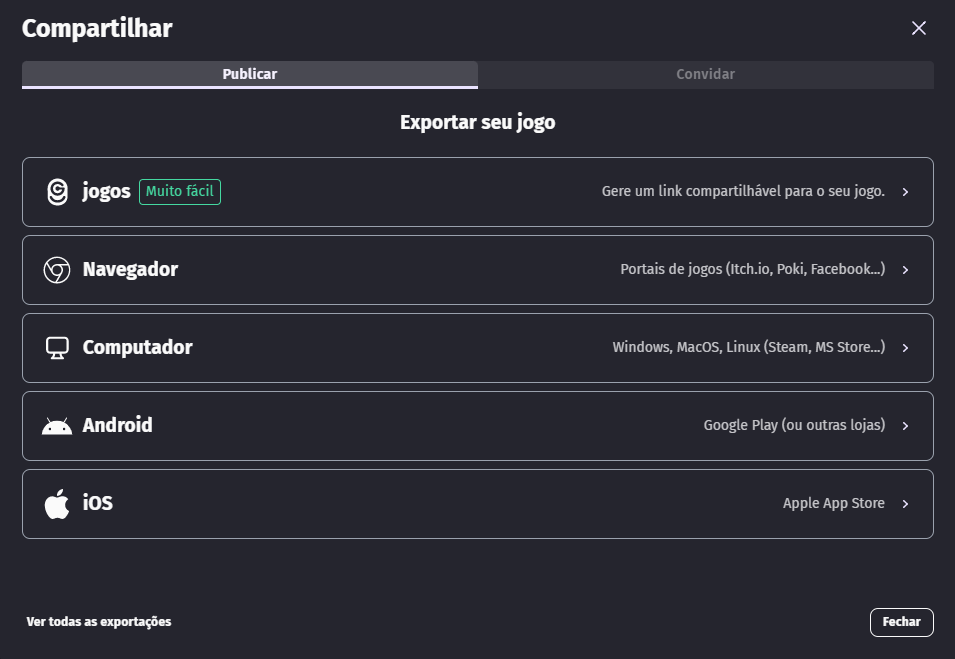 Compartilhar
Publicar
Convidar
Exportar seu jogo
jogos Muito fácil Gere um link compartilhável para o seu jogo.
Navegador Portais de jogos (Itch.io, Poki, Facebook...)
Computador Windows, MacOS, Linux (Steam, MS Store...)
Android Google Play (ou outras lojas)
iOS Apple App Store
Ver todas as exportações
Fechar